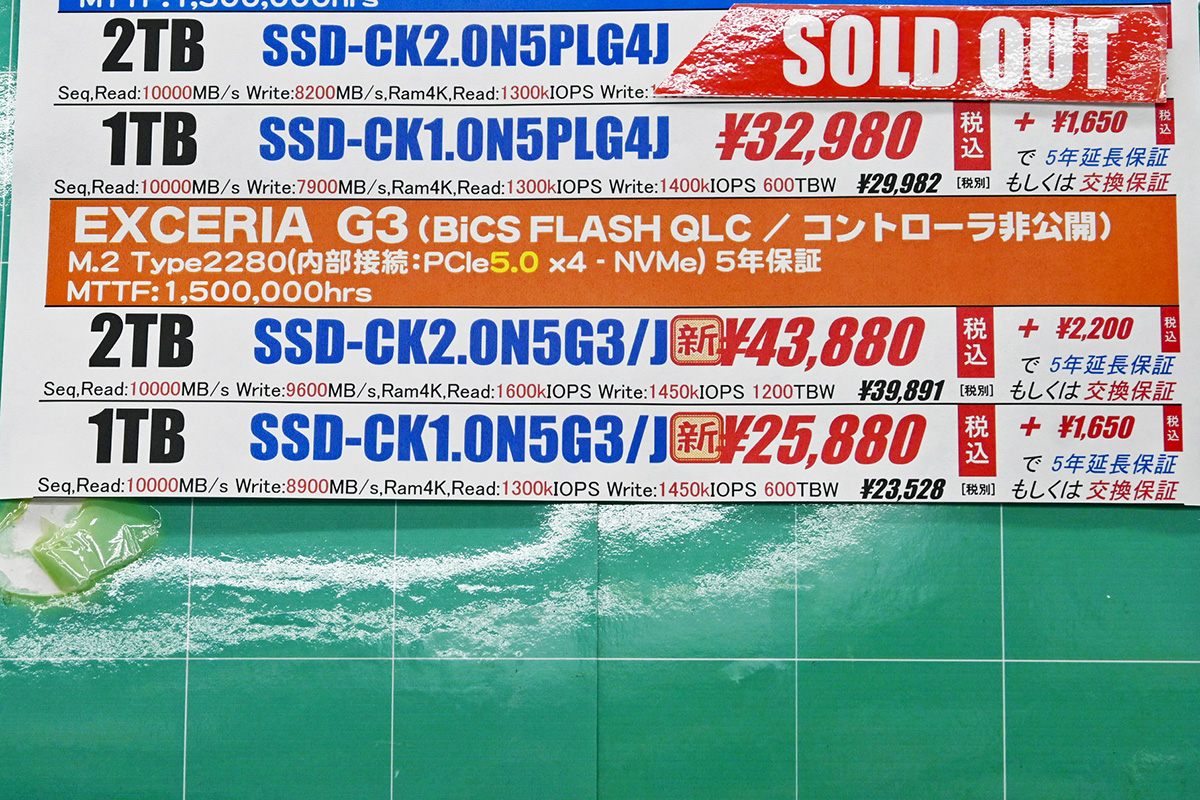 MTTF:1,500,000hrs
2TB SSD-CK2.0N5PLG4J SOLD OUT
Seq,Read:10000MB/s Write:8200MB/s,Ram4K,Read:1300kIOPS Write:
1TB SSD-CK1.0N5PLG4J ¥32,980 税込 + ¥1,650 税込
で 5年延長保証
Seq,Read:10000MB/s Write:7900MB/s,Ram4K,Read:1300kIOPS Write:1400kIOPS 600TBW ¥29,982 [税別] もしくは 交換保証
EXCERIA G3 (BiCS FLASH QLC / コントローラ非公開)
M.2 Type2280(内部接続:PCIe5.0 x4 - NVMe) 5年保証
MTTF:1,500,000hrs
2TB SSD-CK2.0N5G3/J 新 ¥43,880 税込 + ¥2,200 税込
で 5年延長保証
Seq,Read:10000MB/s Write:9600MB/s,Ram4K,Read:1600kIOPS Write:1450kIOPS 1200TBW ¥39,891 [税別] もしくは 交換保証
1TB SSD-CK1.0N5G3/J 新 ¥25,880 税込 + ¥1,650 税込
で 5年延長保証
Seq,Read:10000MB/s Write:8900MB/s,Ram4K,Read:1300kIOPS Write:1450kIOPS 600TBW ¥23,528 [税別] もしくは 交換保証